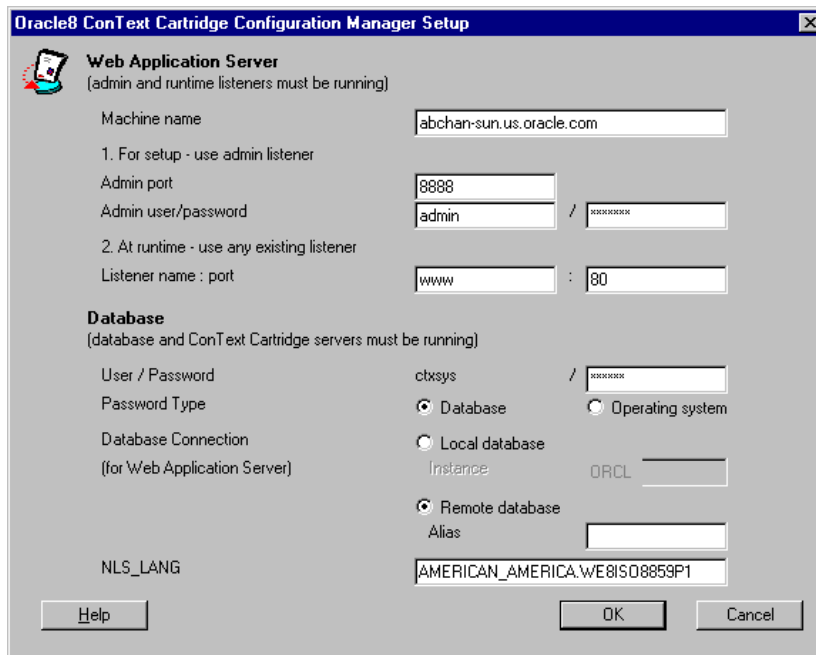 Oracle8 ConText Cartridge Configuration Manager Setup
Web Application Server
(admin and runtime listeners must be running)
Machine name abchan-sun.us.oracle.com
1. For setup - use admin listener
Admin port 8888
Admin user/password admin / *******
2. At runtime - use any existing listener
Listener name : port www : 80
Database
(database and ConText Cartridge servers must be running)
User / Password ctxsys / ******
Password Type Database Operating system
Database Connection Local database
(for Web Application Server) Instance ORCL
Remote database
Alias
NLS_LANG AMERICAN_AMERICA.WE8ISO8859P1
Help OK Cancel